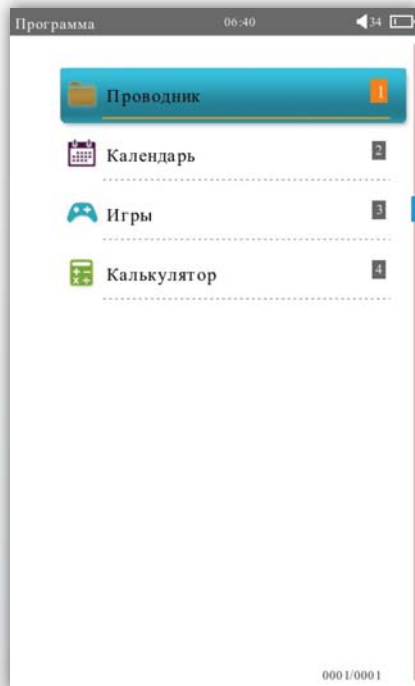 Программа 06:40 34
Проводник 1
Календарь 2
Игры 3
Калькулятор 4
0001/0001